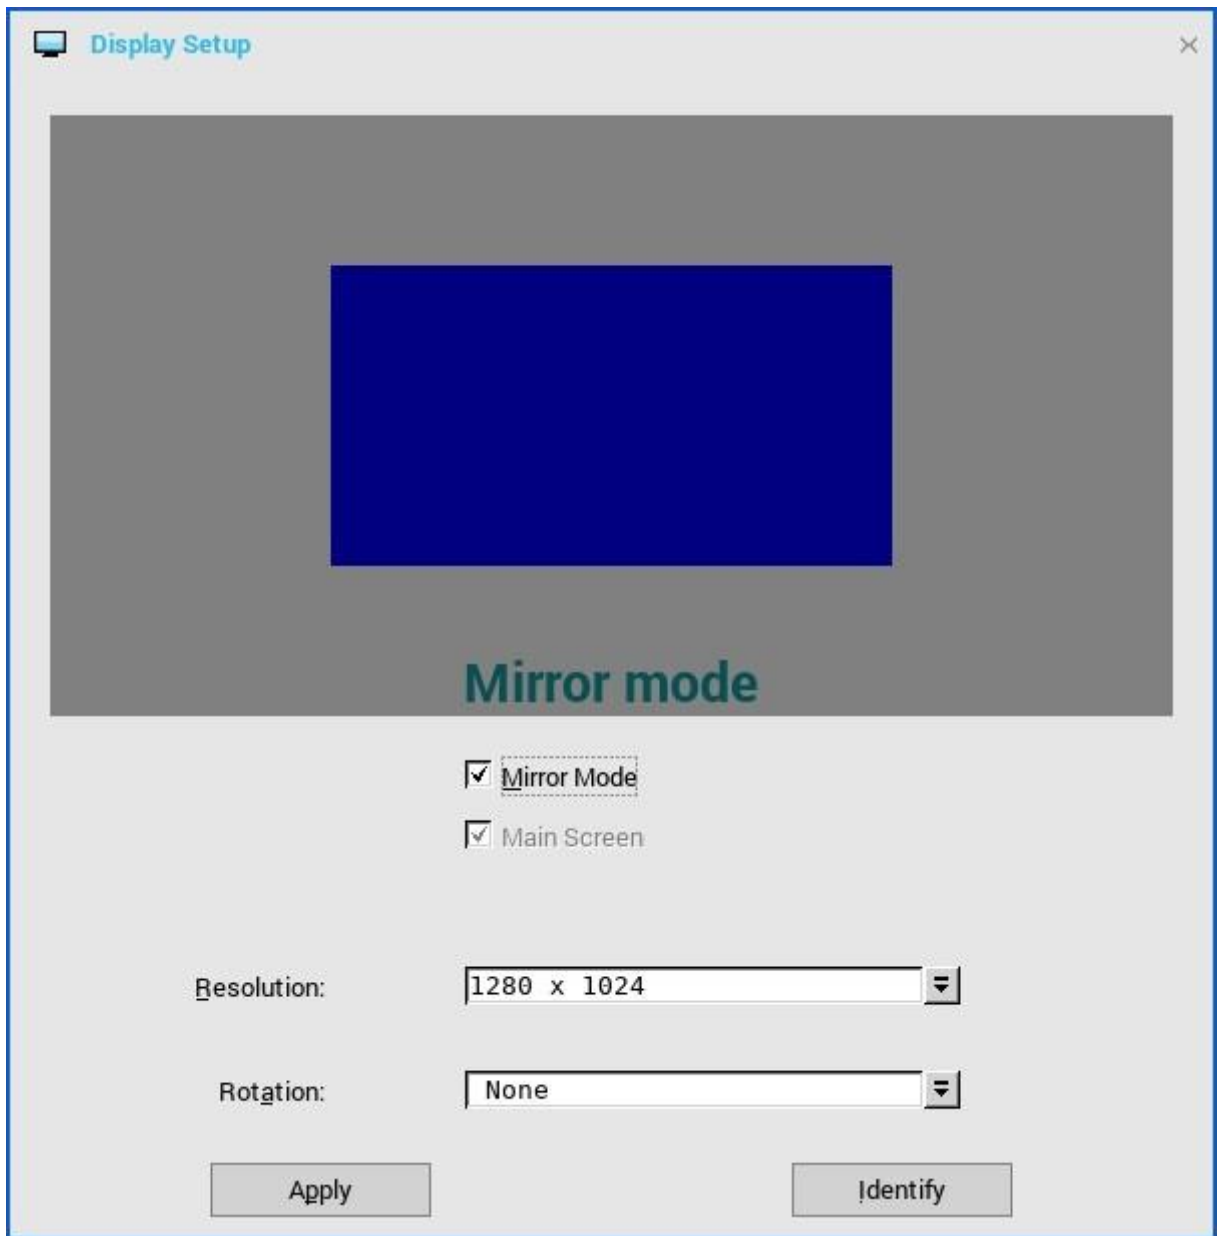 Display Setup
Mirror mode
Mirror Mode
Main Screen
Resolution: 1280 x 1024
Rotation: None
Apply Identify